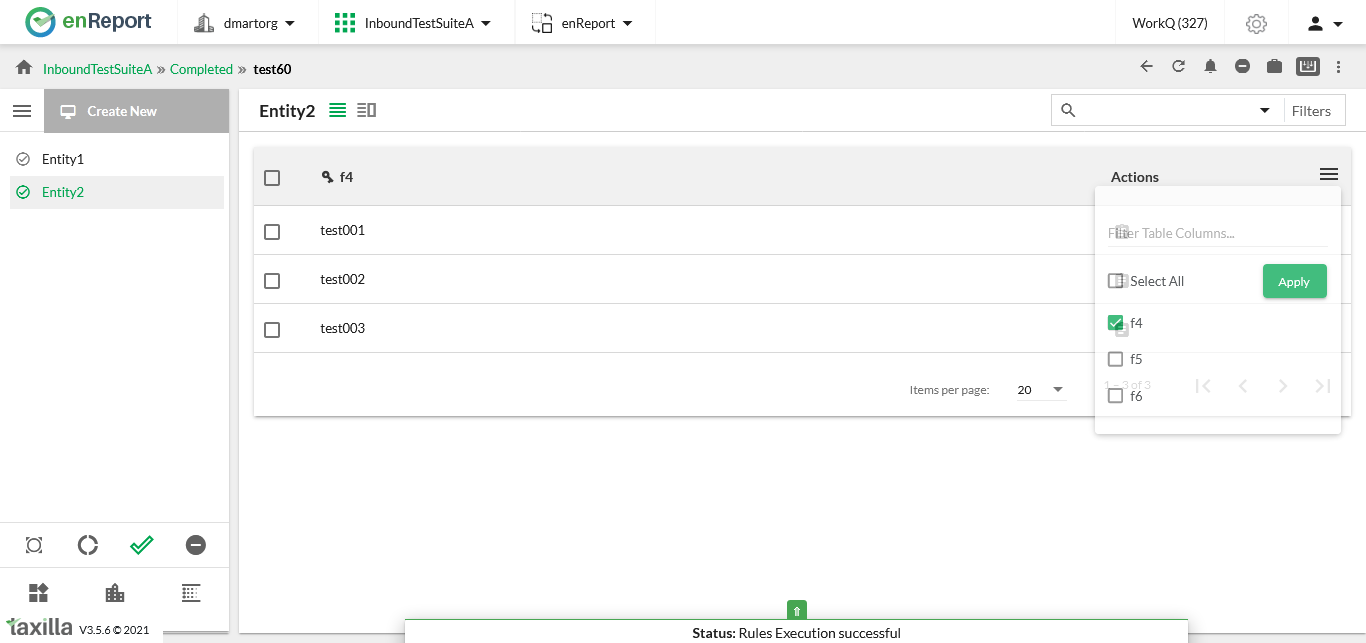 enReport
dmartorg
InboundTestSuiteA
enReport
WorkQ (327)
InboundTestSuiteA » Completed » test60
Create New
Entity2
Filters
Entity1
Entity2
f4
Actions
test001
Filter Table Columns...
test002
Select All
Apply
test003
f4
f5
Items per page:
20
1 – 3 of 3
f6
taxilla V3.5.6 © 2021
Status: Rules Execution successful